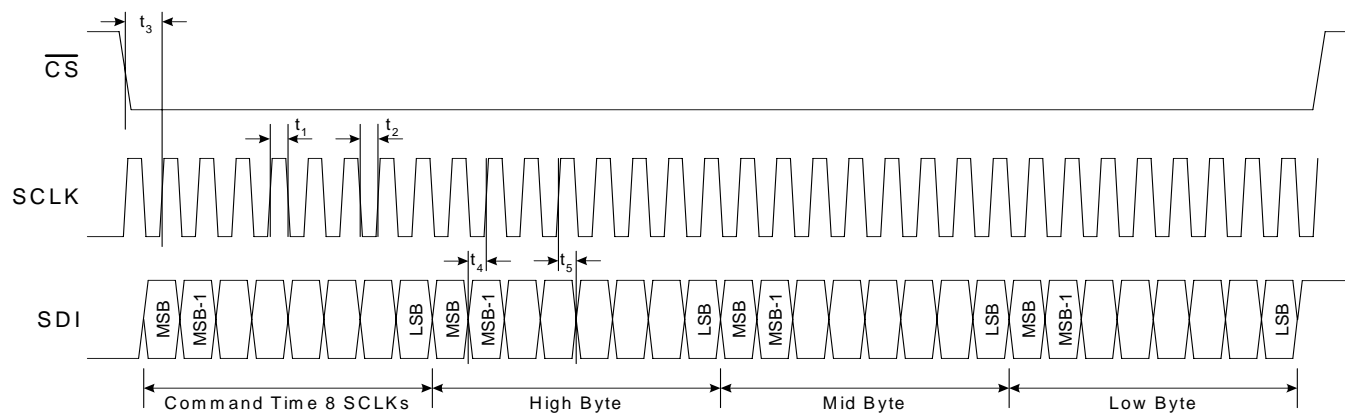 t3
CS
t1
t2
SCLK
t4
t5
SDI
MSB
MSB-1
LSB
MSB
MSB-1
LSB
MSB
MSB-1
LSB
MSB
MSB-1
LSB
Command Time 8 SCLKs
High Byte
Mid Byte
Low Byte